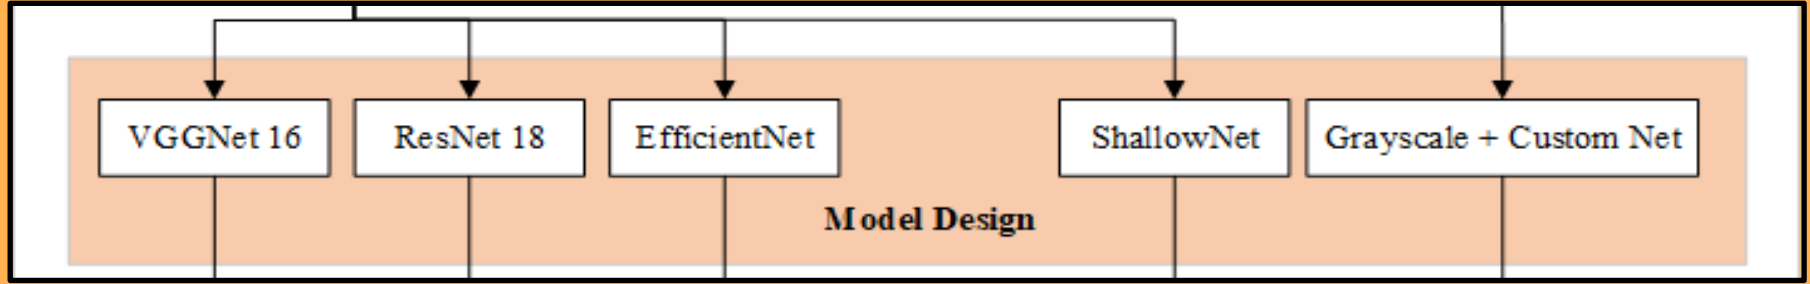 VGGNet 16
ResNet 18
EfficientNet
ShallowNet
Grayscale + Custom Net
Model Design